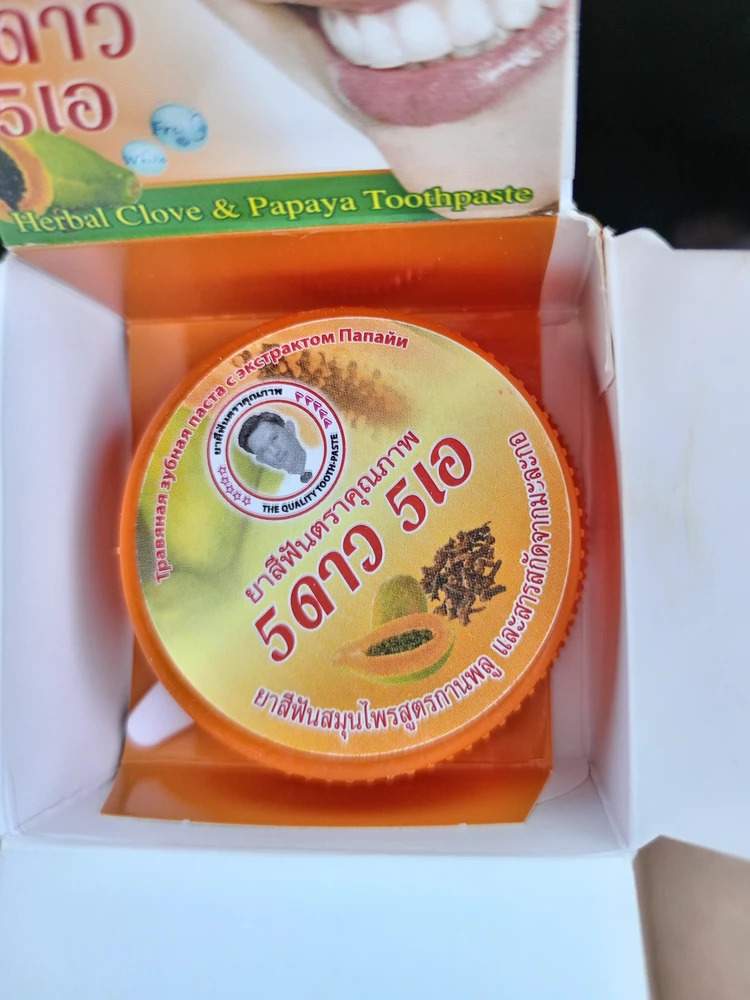 ดาว
5เอ
Fresh
White
Herbal Clove & Papaya Toothpaste
Травяная зубная паста с экстрактом Папайи
ยาสีฟันตราคุณภาพ
THE QUALITY TOOTH-PASTE
ยาสีฟันตราคุณภาพ
5ดาว 5เอ
ยาสีฟันสมุนไพรสูตรกานพลู และสารสกัดจากมะละกอ